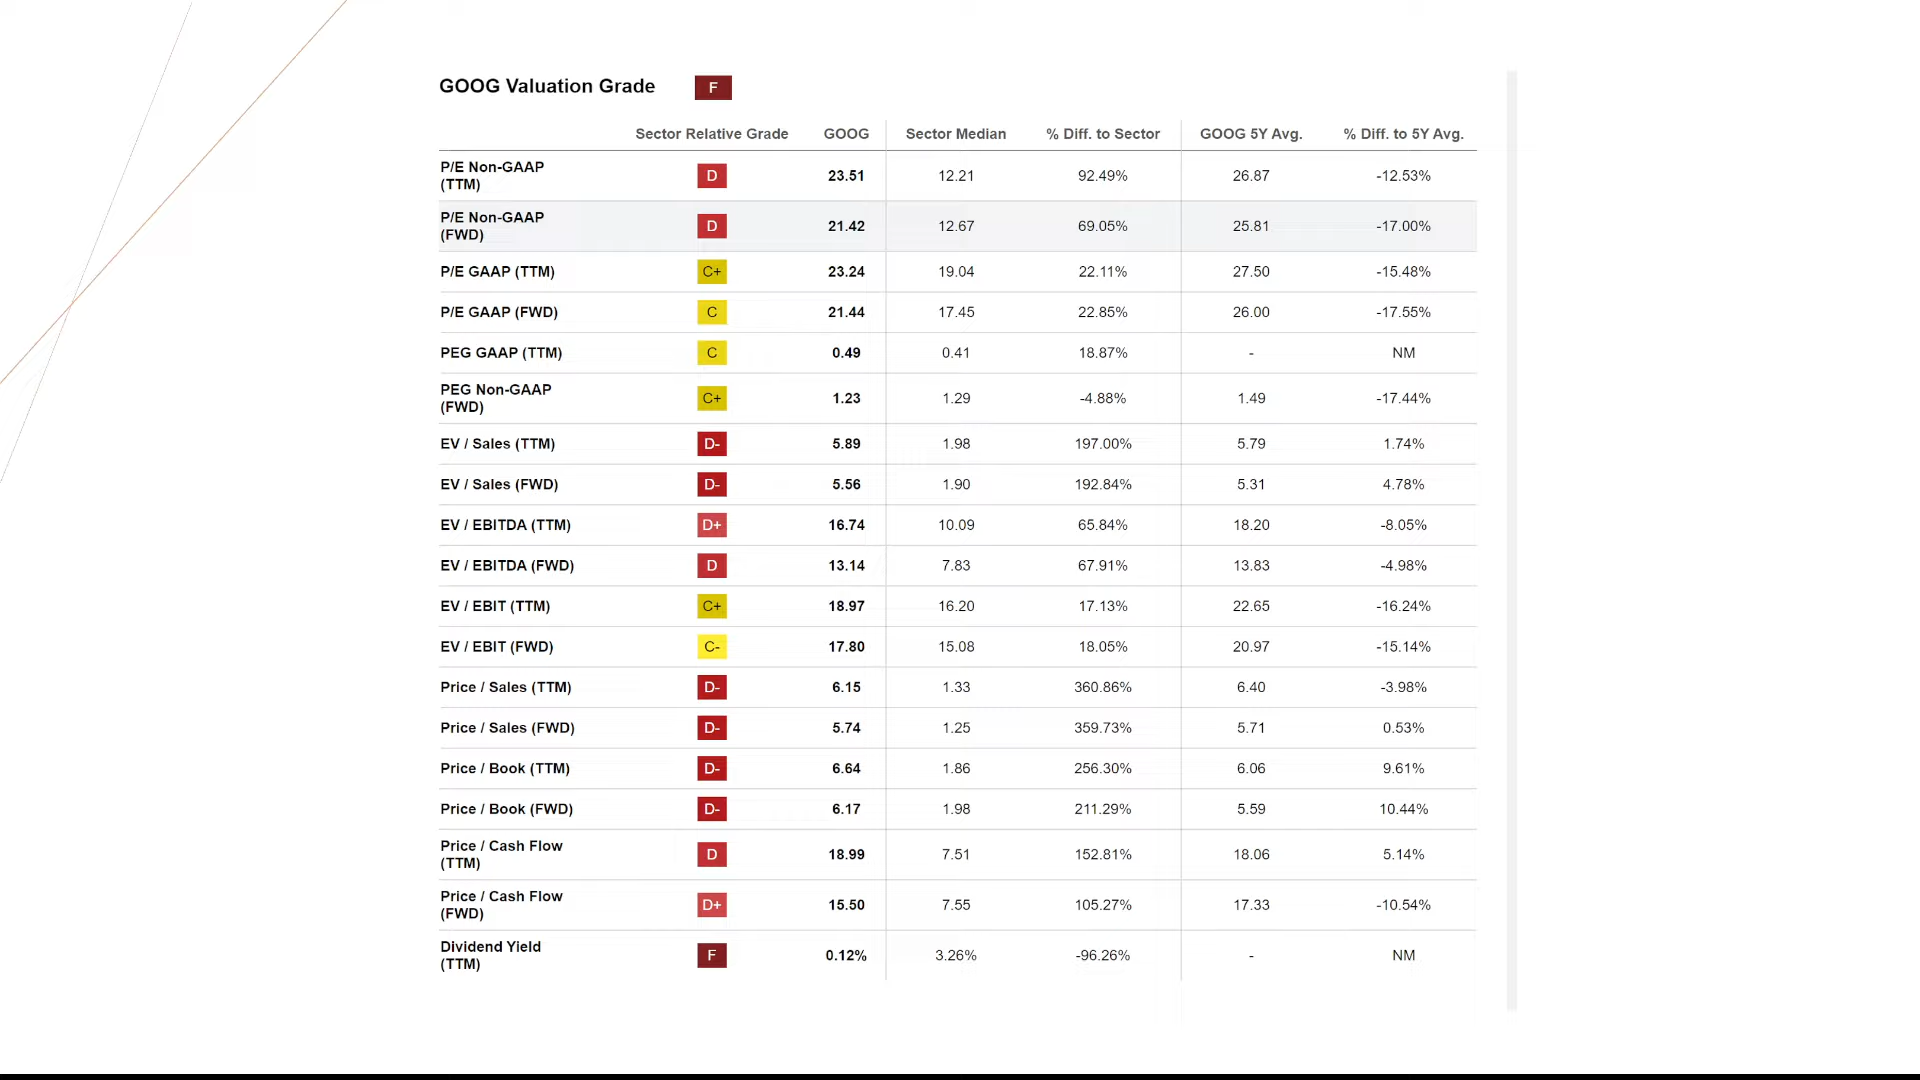 GOOG Valuation Grade F
Sector Relative Grade GOOG Sector Median % Diff. to Sector GOOG 5Y Avg. % Diff. to 5Y Avg.
P/E Non-GAAP
(TTM) D 23.51 12.21 92.49% 26.87 -12.53%
P/E Non-GAAP
(FWD) D 21.42 12.67 69.05% 25.81 -17.00%
P/E GAAP (TTM) C+ 23.24 19.04 22.11% 27.50 -15.48%
P/E GAAP (FWD) C 21.44 17.45 22.85% 26.00 -17.55%
PEG GAAP (TTM) C 0.49 0.41 18.87% - NM
PEG Non-GAAP
(FWD) C+ 1.23 1.29 -4.88% 1.49 -17.44%
EV / Sales (TTM) D- 5.89 1.98 197.00% 5.79 1.74%
EV / Sales (FWD) D- 5.56 1.90 192.84% 5.31 4.78%
EV / EBITDA (TTM) D+ 16.74 10.09 65.84% 18.20 -8.05%
EV / EBITDA (FWD) D 13.14 7.83 67.91% 13.83 -4.98%
EV / EBIT (TTM) C+ 18.97 16.20 17.13% 22.65 -16.24%
EV / EBIT (FWD) C- 17.80 15.08 18.05% 20.97 -15.14%
Price / Sales (TTM) D- 6.15 1.33 360.86% 6.40 -3.98%
Price / Sales (FWD) D- 5.74 1.25 359.73% 5.71 0.53%
Price / Book (TTM) D- 6.64 1.86 256.30% 6.06 9.61%
Price / Book (FWD) D- 6.17 1.98 211.29% 5.59 10.44%
Price / Cash Flow
(TTM) D 18.99 7.51 152.81% 18.06 5.14%
Price / Cash Flow
(FWD) D+ 15.50 7.55 105.27% 17.33 -10.54%
Dividend Yield
(TTM) F 0.12% 3.26% -96.26% - NM